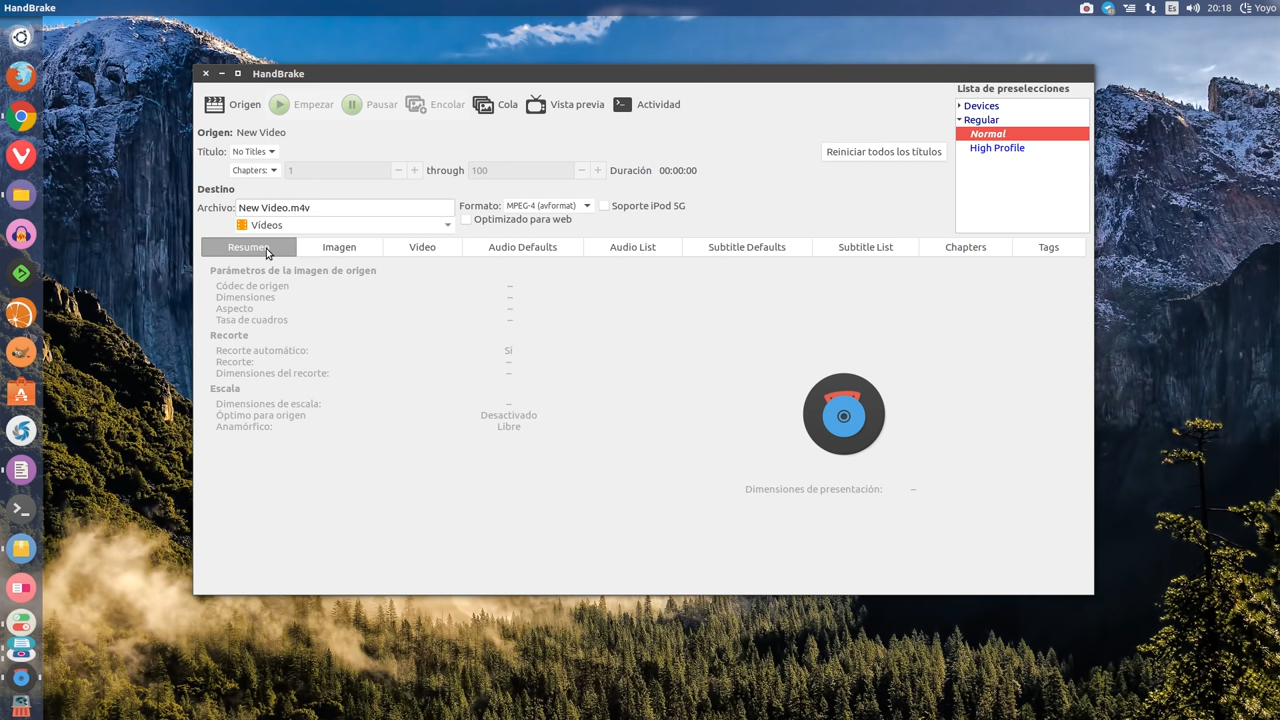 HandBrake
Es
20:18
Yoyo
HandBrake
Origen
Empezar
Pausar
Encolar
Cola
Vista previa
Actividad
Lista de preselecciones
Devices
Regular
Normal
High Profile
Origen: New Video
Título: No Titles
Reiniciar todos los títulos
Chapters: 1 − + through 100 − + Duración 00:00:00
Destino
Archivo: New Video.m4v
Formato: MPEG-4 (avformat)
Soporte iPod 5G
Optimizado para web
Vídeos
Resumen
Imagen
Video
Audio Defaults
Audio List
Subtitle Defaults
Subtitle List
Chapters
Tags
Parámetros de la imagen de origen
Códec de origen --
Dimensiones --
Aspecto --
Tasa de cuadros --
Recorte
Recorte automático: Si
Recorte: --
Dimensiones del recorte: --
Escala
Dimensiones de escala: --
Óptimo para origen Desactivado
Anamórfico: Libre
Dimensiones de presentación: --